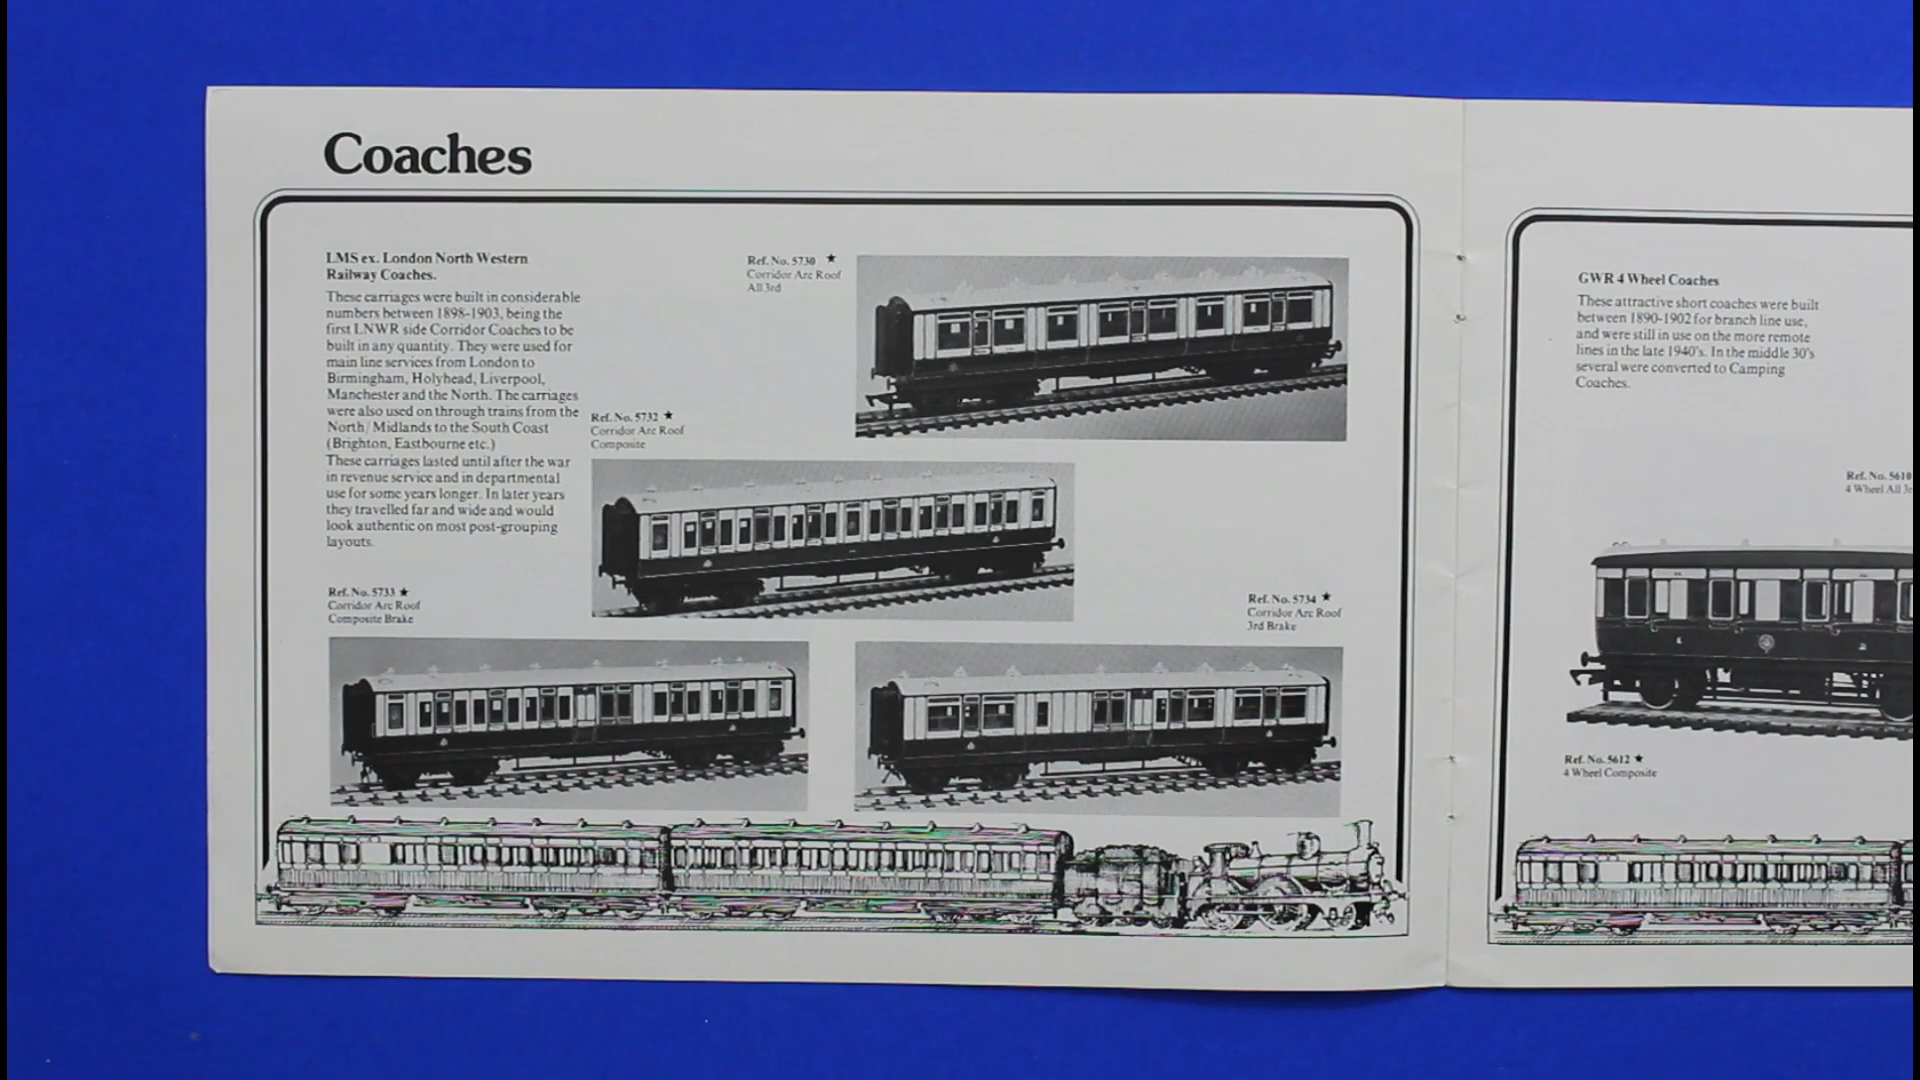 Coaches
LMS ex. London North Western
Railway Coaches.
These carriages were built in considerable
numbers between 1898-1903, being the
first LNWR side Corridor Coaches to be
built in any quantity. They were used for
main line services from London to
Birmingham, Holyhead, Liverpool,
Manchester and the North. The carriages
were also used on through trains from the
North/Midlands to the South Coast
(Brighton, Eastbourne etc.)
These carriages lasted until after the war
in revenue service and in departmental
use for some years longer. In later years
they travelled far and wide and would
look authentic on most post-grouping
layouts.
Ref. No. 5730 ★
Corridor Arc Roof
All 3rd
Ref. No. 5732 ★
Corridor Arc Roof
Composite
Ref. No. 5733 ★
Corridor Arc Roof
Composite Brake
Ref. No. 5734 ★
Corridor Arc Roof
3rd Brake
GWR 4 Wheel Coaches
These attractive short coaches were built
between 1890-1902 for branch line use,
and were still in use on the more remote
lines in the late 1940's. In the middle 30's
several were converted to Camping
Coaches.
Ref. No. 5610
4 Wheel All
Ref. No. 5612 ★
4 Wheel Composite